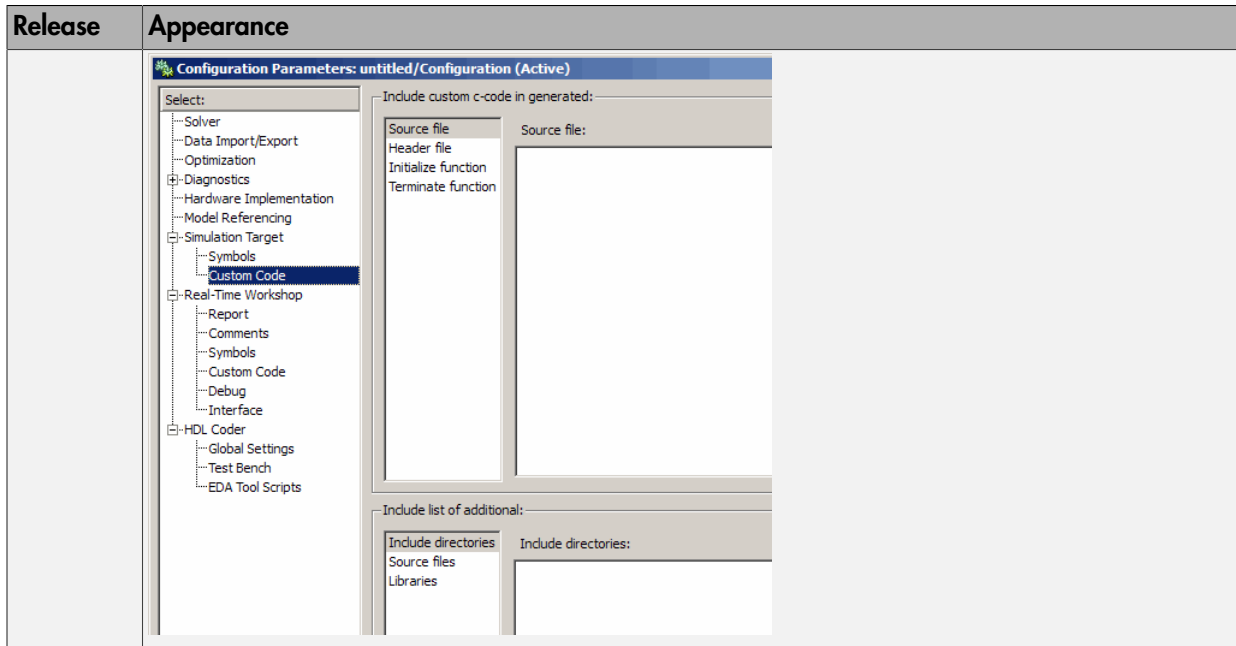 Release Appearance
Configuration Parameters: untitled/Configuration (Active)
Select:
Solver
Data Import/Export
Optimization
Diagnostics
Hardware Implementation
Model Referencing
Simulation Target
Symbols
Custom Code
Real-Time Workshop
Report
Comments
Symbols
Custom Code
Debug
Interface
HDL Coder
Global Settings
Test Bench
EDA Tool Scripts
Include custom c-code in generated:
Source file
Header file
Initialize function
Terminate function
Source file:
Include list of additional:
Include directories
Source files
Libraries
Include directories: